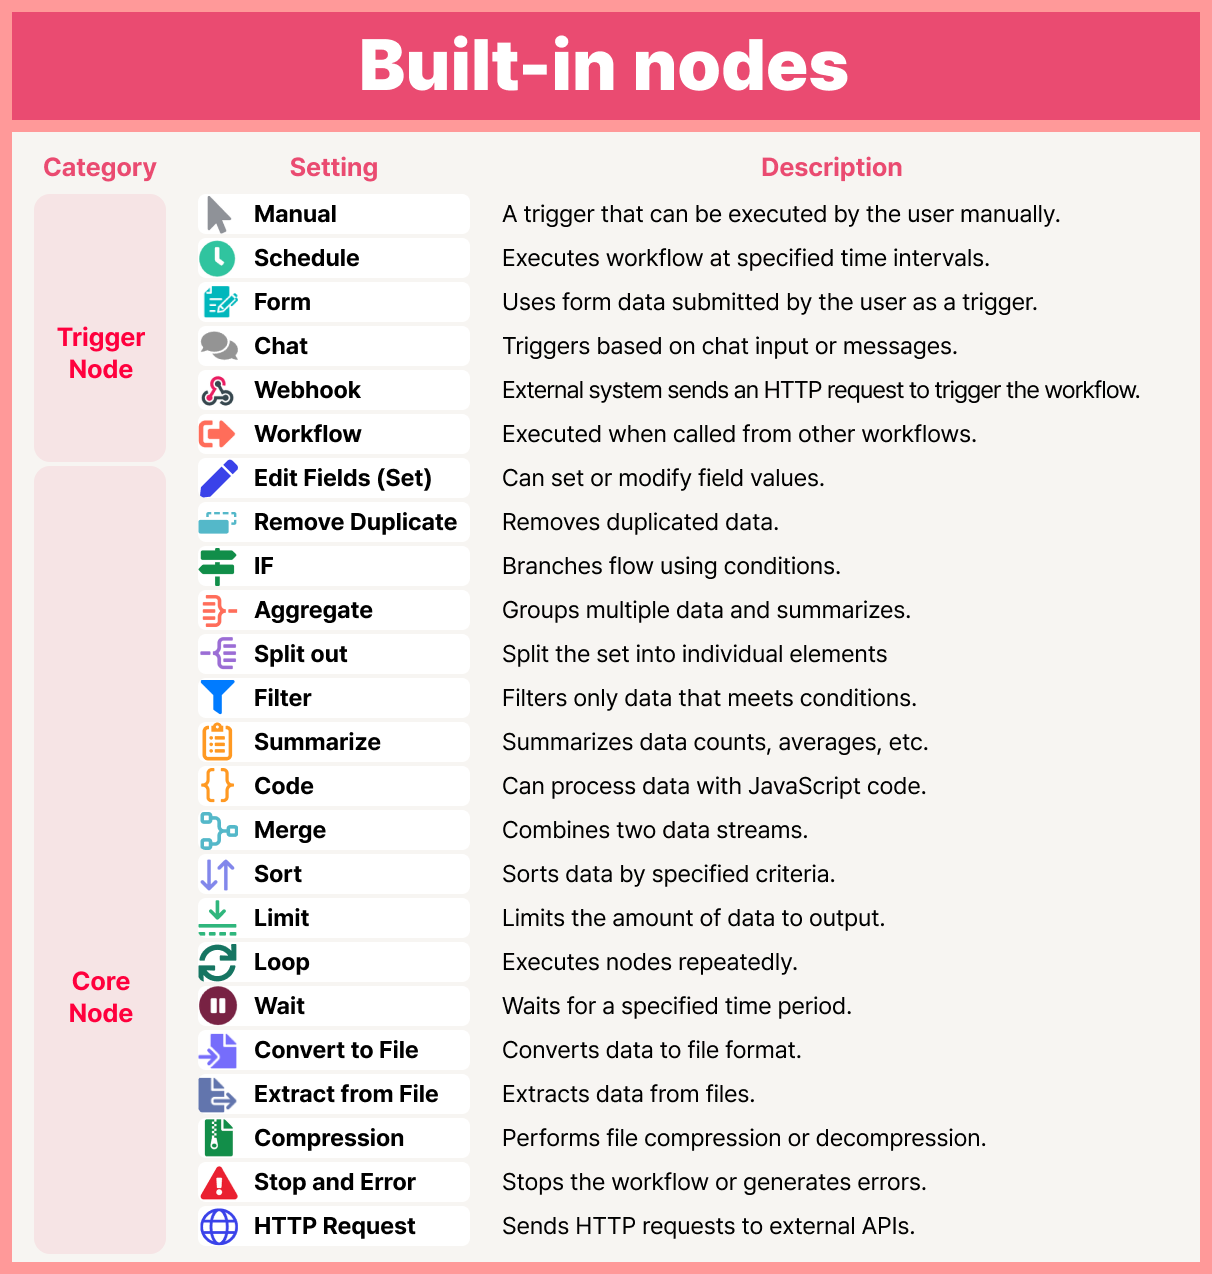 Built-in nodes
Category Setting Description
Trigger
Node
Manual A trigger that can be executed by the user manually.
Schedule Executes workflow at specified time intervals.
Form Uses form data submitted by the user as a trigger.
Chat Triggers based on chat input or messages.
Webhook External system sends an HTTP request to trigger the workflow.
Workflow Executed when called from other workflows.
Core
Node
Edit Fields (Set) Can set or modify field values.
Remove Duplicate Removes duplicated data.
IF Branches flow using conditions.
Aggregate Groups multiple data and summarizes.
Split out Split the set into individual elements
Filter Filters only data that meets conditions.
Summarize Summarizes data counts, averages, etc.
Code Can process data with JavaScript code.
Merge Combines two data streams.
Sort Sorts data by specified criteria.
Limit Limits the amount of data to output.
Loop Executes nodes repeatedly.
Wait Waits for a specified time period.
Convert to File Converts data to file format.
Extract from File Extracts data from files.
Compression Performs file compression or decompression.
Stop and Error Stops the workflow or generates errors.
HTTP Request Sends HTTP requests to external APIs.